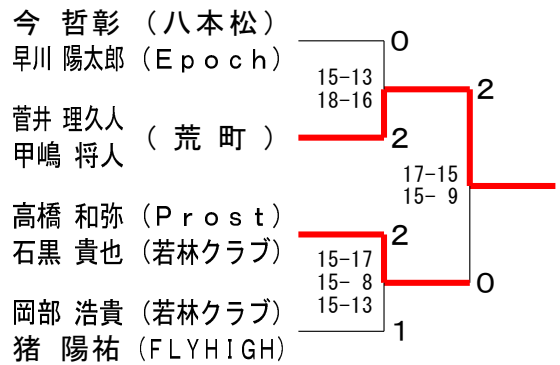 今 哲彰 (八本松)
早川 陽太郎 (Ｅｐｏｃｈ)
0
15-13
18-16
2
菅井 理久人
甲嶋 将人
(荒町)
2
17-15
15- 9
高橋 和弥 (Ｐｒｏｓｔ)
石黒 貴也 (若林クラブ)
2
15-17
15- 8
15-13
0
岡部 浩貴 (若林クラブ)
猪 陽祐 (ＦＬＹＨＩＧＨ)
1